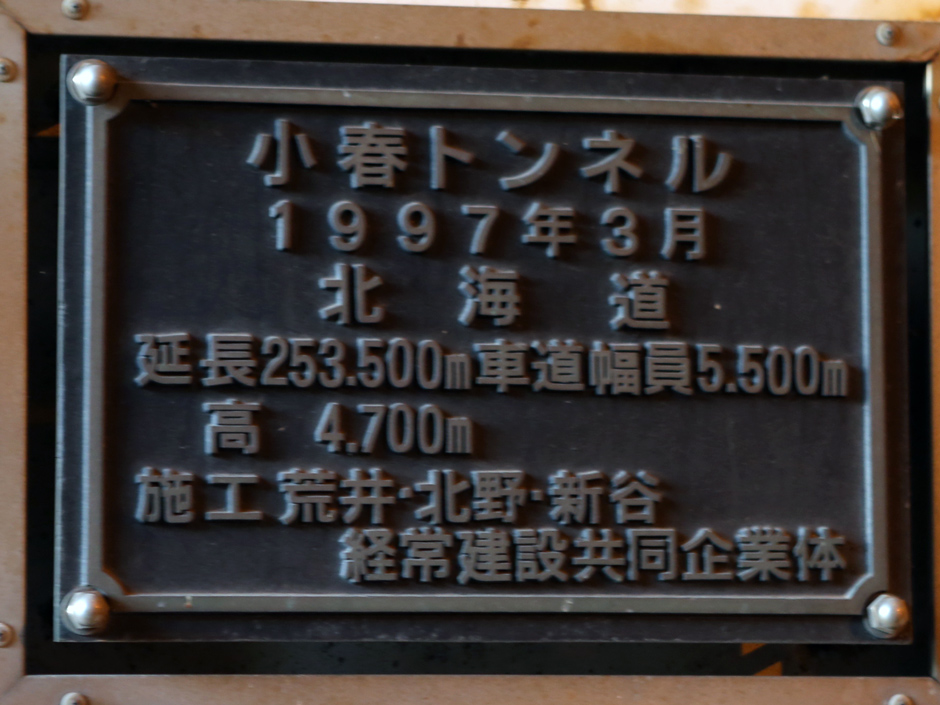 小春トンネル
1997年3月
北海道
延長253.500m車道幅員5.500m
高 4.700m
施工 荒井・北野・新谷
経常建設共同企業体